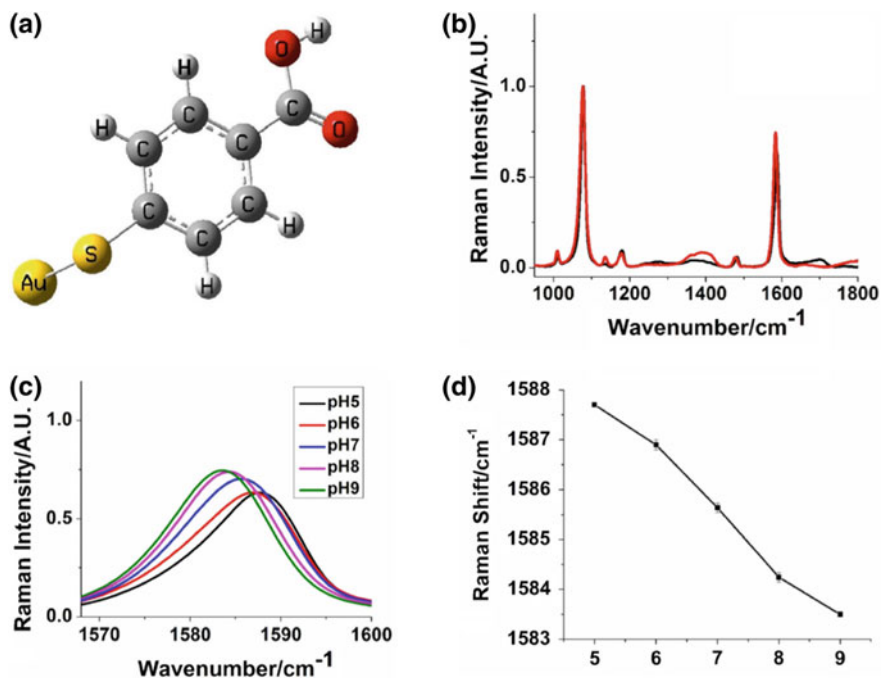 (a)
H
O
H
C
H
C
O
C
C
C
C
H
C
S
H
Au
(b)
Raman Intensity/A.U.
1.0
0.5
0.0
1000 1200 1400 1600 1800
Wavenumber/cm⁻¹
(c)
Raman Intensity/A.U.
1.0
0.5
0.0
pH5
pH6
pH7
pH8
pH9
1570 1580 1590 1600
Wavenumber/cm⁻¹
(d)
Raman Shift/cm⁻¹
1588
1587
1586
1585
1584
1583
5 6 7 8 9